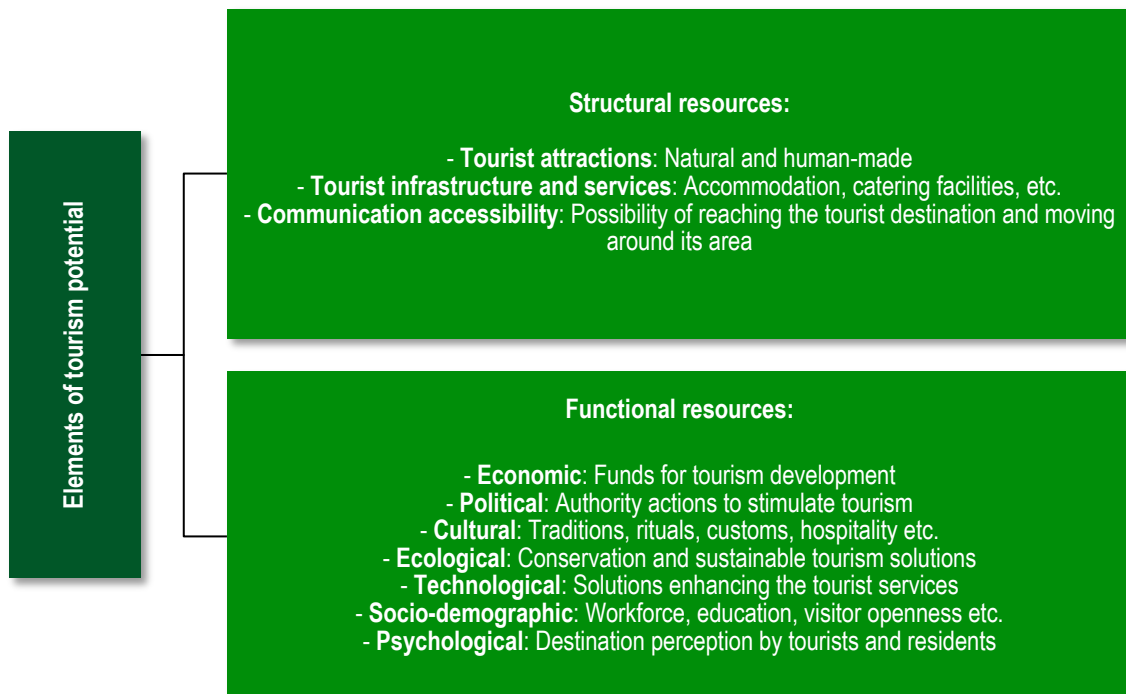 Elements of tourism potential
Structural resources:
- Tourist attractions: Natural and human-made
- Tourist infrastructure and services: Accommodation, catering facilities, etc.
- Communication accessibility: Possibility of reaching the tourist destination and moving
around its area
Functional resources:
- Economic: Funds for tourism development
- Political: Authority actions to stimulate tourism
- Cultural: Traditions, rituals, customs, hospitality etc.
- Ecological: Conservation and sustainable tourism solutions
- Technological: Solutions enhancing the tourist services
- Socio-demographic: Workforce, education, visitor openness etc.
- Psychological: Destination perception by tourists and residents